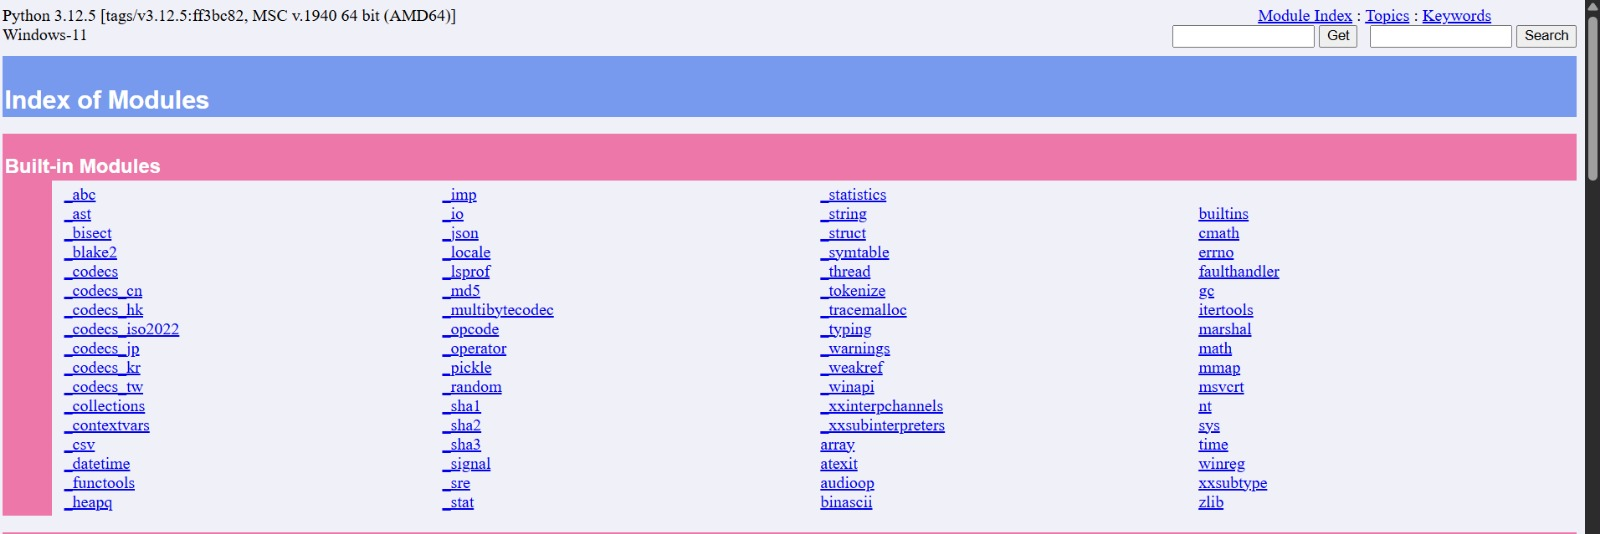 Python 3.12.5 [tags/v3.12.5:ff3bc82, MSC v.1940 64 bit (AMD64)]
Windows-11
Module Index : Topics : Keywords
Get Search
Index of Modules
Built-in Modules
_abc _imp _statistics
_ast _io _string builtins
_bisect _json _struct cmath
_blake2 _locale _symtable errno
_codecs _lsprof _thread faulthandler
_codecs_cn _md5 _tokenize gc
_codecs_hk _multibytecodec _tracemalloc itertools
_codecs_iso2022 _opcode _typing marshal
_codecs_jp _operator _warnings math
_codecs_kr _pickle _weakref mmap
_codecs_tw _random _winapi msvcrt
_collections _sha1 _xxinterpchannels nt
_contextvars _sha2 _xxsubinterpreters sys
_csv _sha3 array time
_datetime _signal atexit winreg
_functools _sre audioop xxsubtype
_heapq _stat binascii zlib